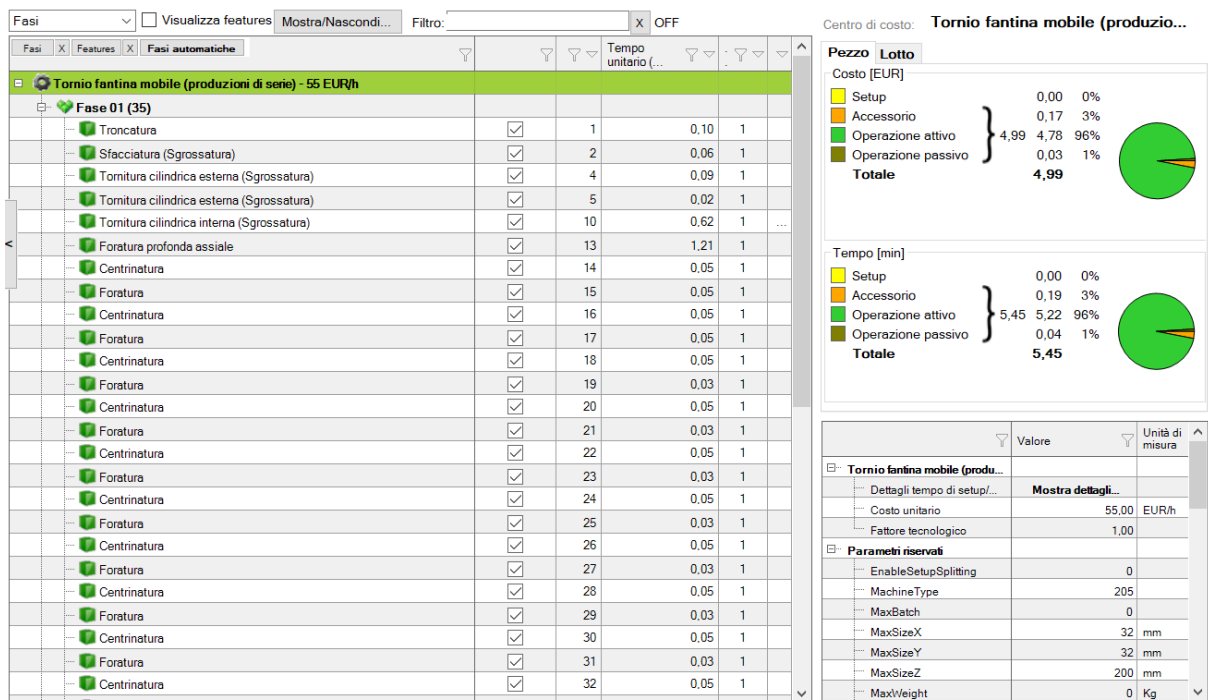 Fasi Visualizza features Mostra/Nascondi... Filtro: X OFF
Fasi X Features X Fasi automatiche
Tempo unitario (...
Tornio fantina mobile (produzioni di serie) - 55 EUR/h
Fase 01 (35)
Troncatura 1 0,10 1
Sfacciatura (Sgrossatura) 2 0,06 1
Tornitura cilindrica esterna (Sgrossatura) 4 0,09 1
Tornitura cilindrica esterna (Sgrossatura) 5 0,02 1
Tornitura cilindrica interna (Sgrossatura) 10 0,62 1 ...
Foratura profonda assiale 13 1,21 1
Centrinatura 14 0,05 1
Foratura 15 0,05 1
Centrinatura 16 0,05 1
Foratura 17 0,05 1
Centrinatura 18 0,05 1
Foratura 19 0,03 1
Centrinatura 20 0,05 1
Foratura 21 0,03 1
Centrinatura 22 0,05 1
Foratura 23 0,03 1
Centrinatura 24 0,05 1
Foratura 25 0,03 1
Centrinatura 26 0,05 1
Foratura 27 0,03 1
Centrinatura 28 0,05 1
Foratura 29 0,03 1
Centrinatura 30 0,05 1
Foratura 31 0,03 1
Centrinatura 32 0,05 1
<
Centro di costo: Tornio fantina mobile (produzio...
Pezzo Lotto
Costo [EUR]
Setup 0,00 0%
Accessorio 0,17 3%
Operazione attivo 4,99 4,78 96%
Operazione passivo 0,03 1%
Totale 4,99
Tempo [min]
Setup 0,00 0%
Accessorio 0,19 3%
Operazione attivo 5,45 5,22 96%
Operazione passivo 0,04 1%
Totale 5,45
Valore Unità di misura
Tornio fantina mobile (produ...
Dettagli tempo di setup/... Mostra dettagli...
Costo unitario 55,00 EUR/h
Fattore tecnologico 1,00
Parametri riservati
EnableSetupSplitting 0
MachineType 205
MaxBatch 0
MaxSizeX 32 mm
MaxSizeY 32 mm
MaxSizeZ 200 mm
MaxWeight 0 Kg